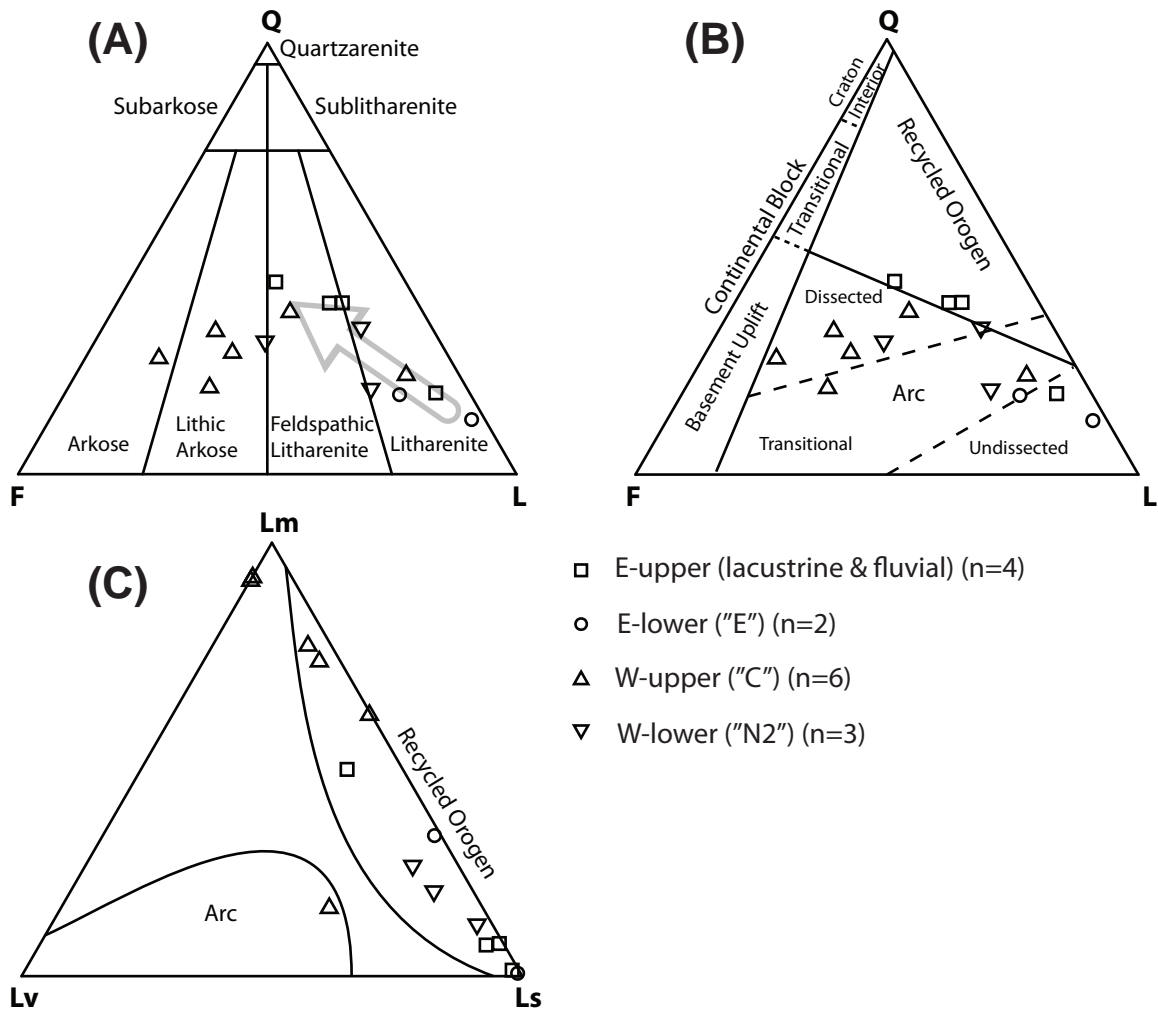 (A)
Q
Quartzarenite
Subarkose
Sublitharenite
Arkose
Lithic
Arkose
Feldspathic
Litharenite
Litharenite
F
L
(B)
Q
Craton
Interior
Transitional
Continental Block
Recycled Orogen
Basement Uplift
Dissected
Arc
Transitional
Undissected
F
L
(C)
Lm
Recycled Orogen
Arc
Lv
Ls
E-upper (lacustrine & fluvial) (n=4)
E-lower (”E”) (n=2)
W-upper (”C”) (n=6)
W-lower (”N2”) (n=3)